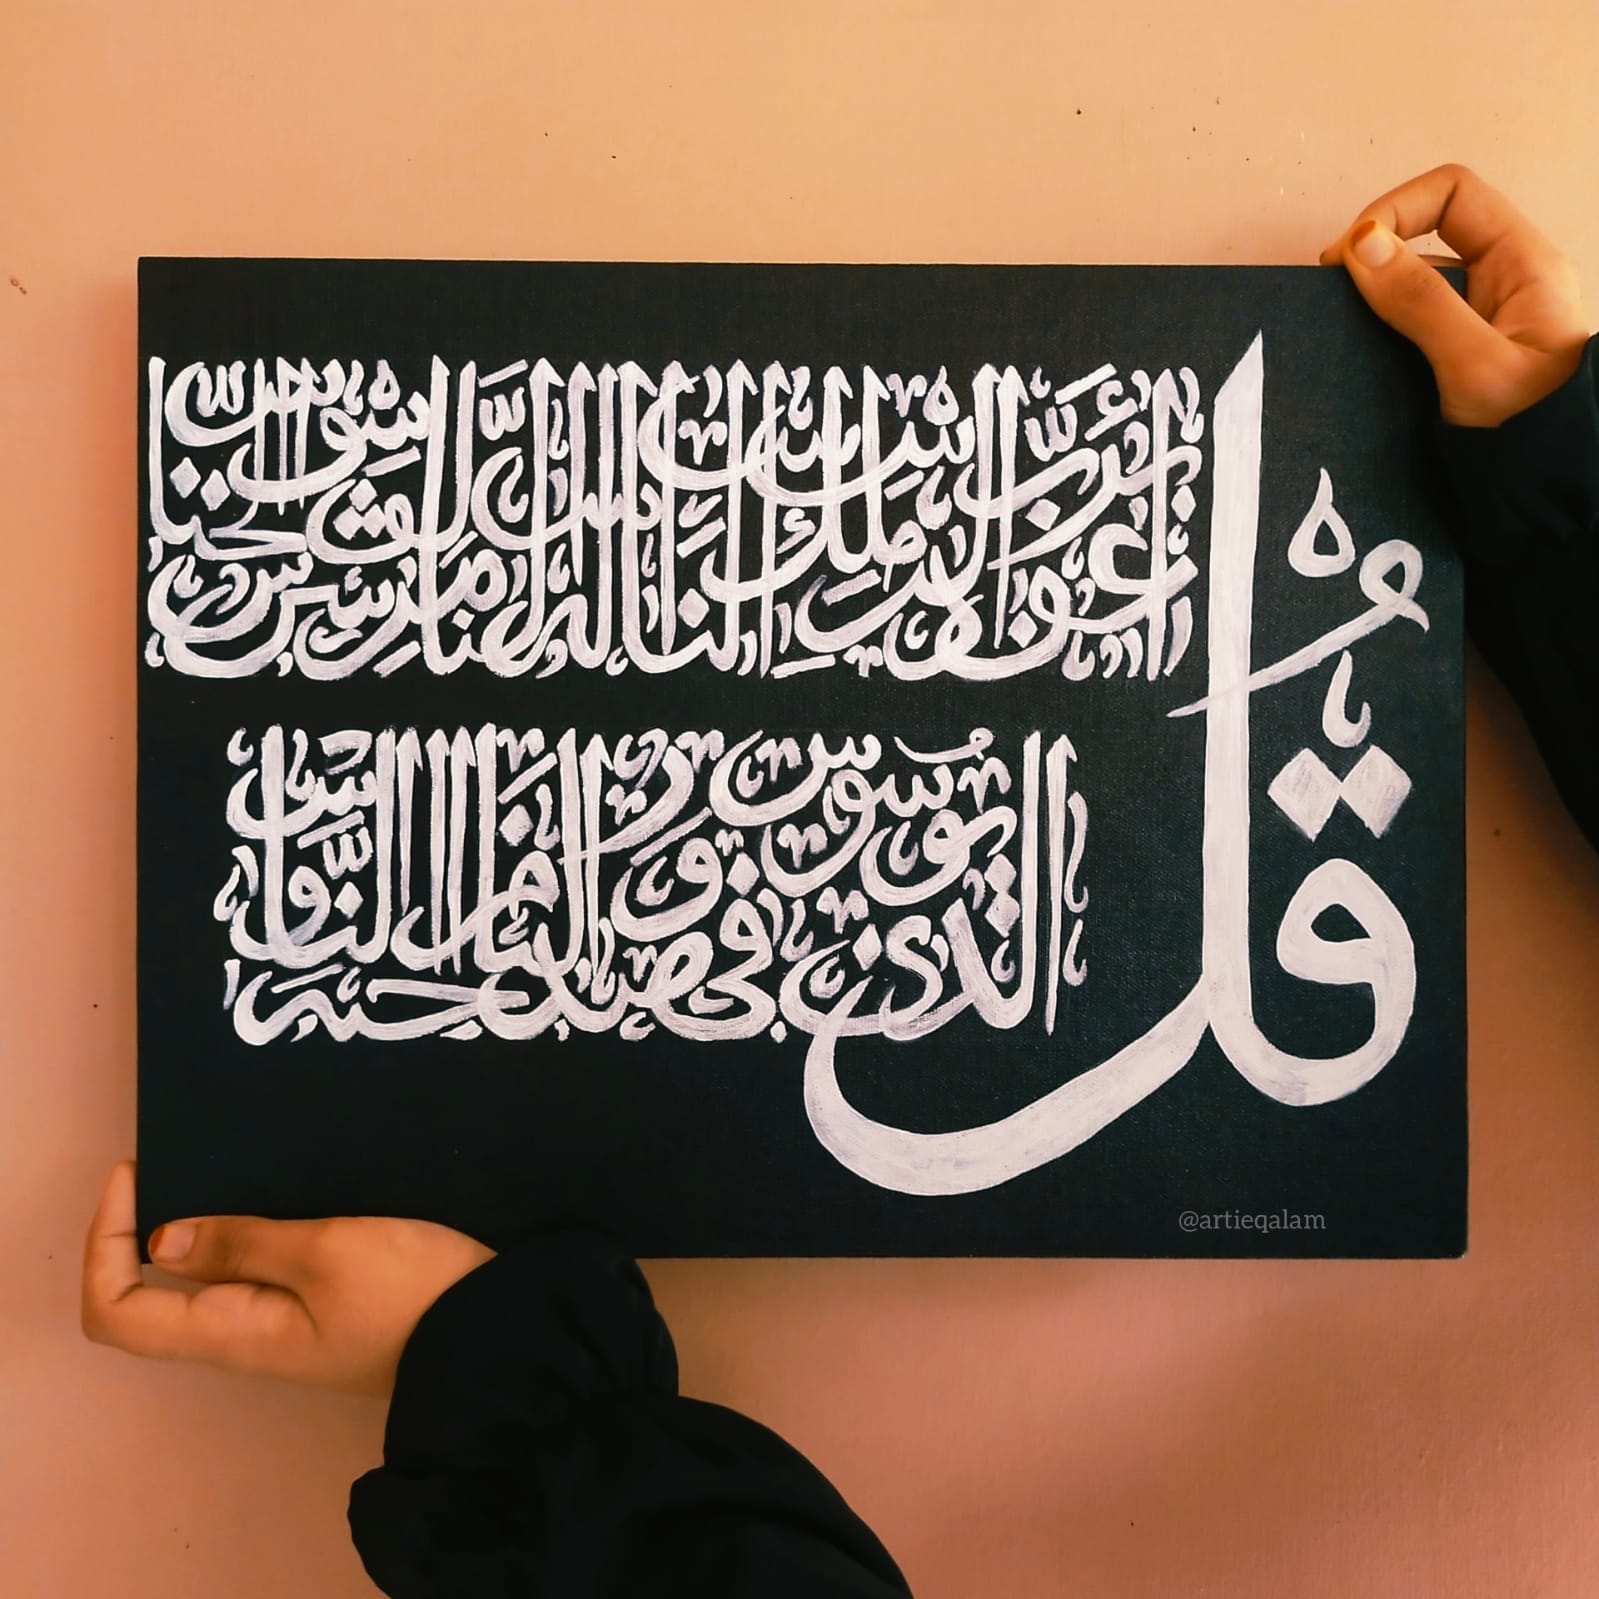 قُلْ
أَعُوذُ بِرَبِّ النَّاسِ مَلِكِ النَّاسِ إِلَٰهِ النَّاسِ مِن شَرِّ الْوَسْوَاسِ الْخَنَّاسِ
الَّذِي يُوَسْوِسُ فِي صُدُورِ النَّاسِ مِنَ الْجِنَّةِ وَالنَّاسِ
@artieqalam